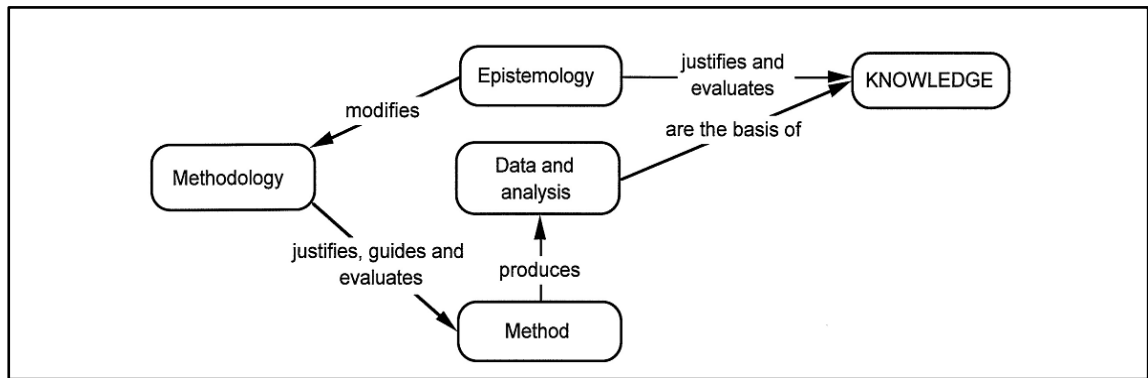 Epistemology
justifies and
evaluates
KNOWLEDGE
modifies
are the basis of
Methodology
Data and
analysis
justifies, guides and
evaluates
produces
Method